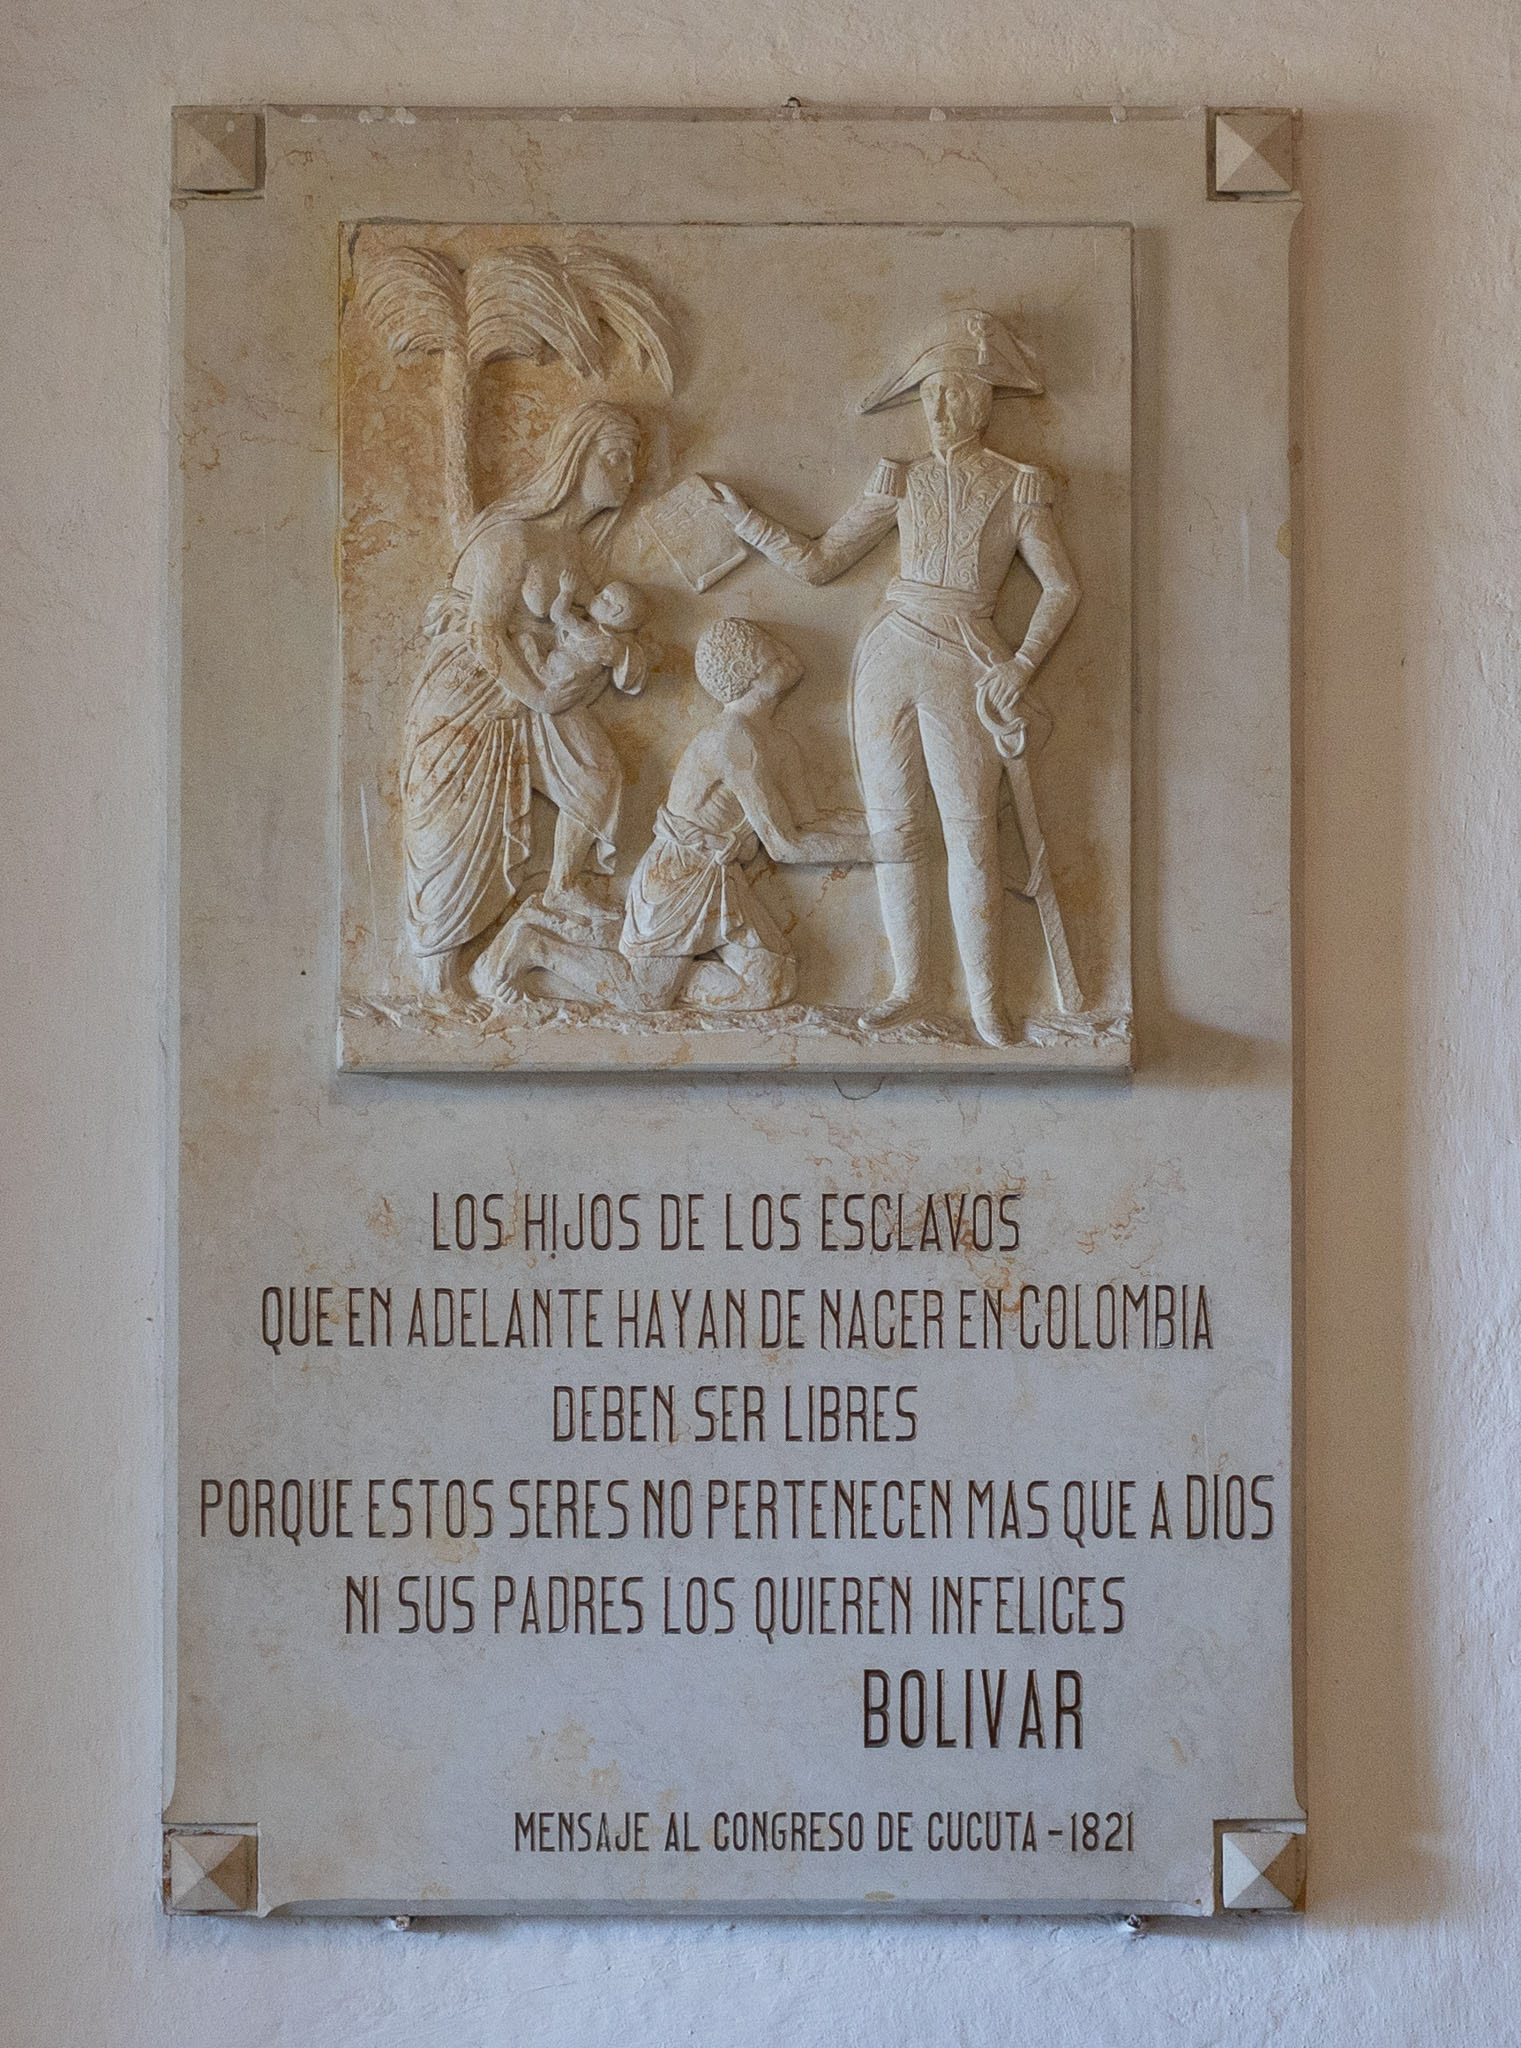 LOS HIJOS DE LOS ESCLAVOS
QUE EN ADELANTE HAYAN DE NACER EN COLOMBIA
DEBEN SER LIBRES
PORQUE ESTOS SERES NO PERTENECEN MAS QUE A DIOS
NI SUS PADRES LOS QUIEREN INFELICES
BOLIVAR
MENSAJE AL CONGRESO DE CUCUTA - 1821